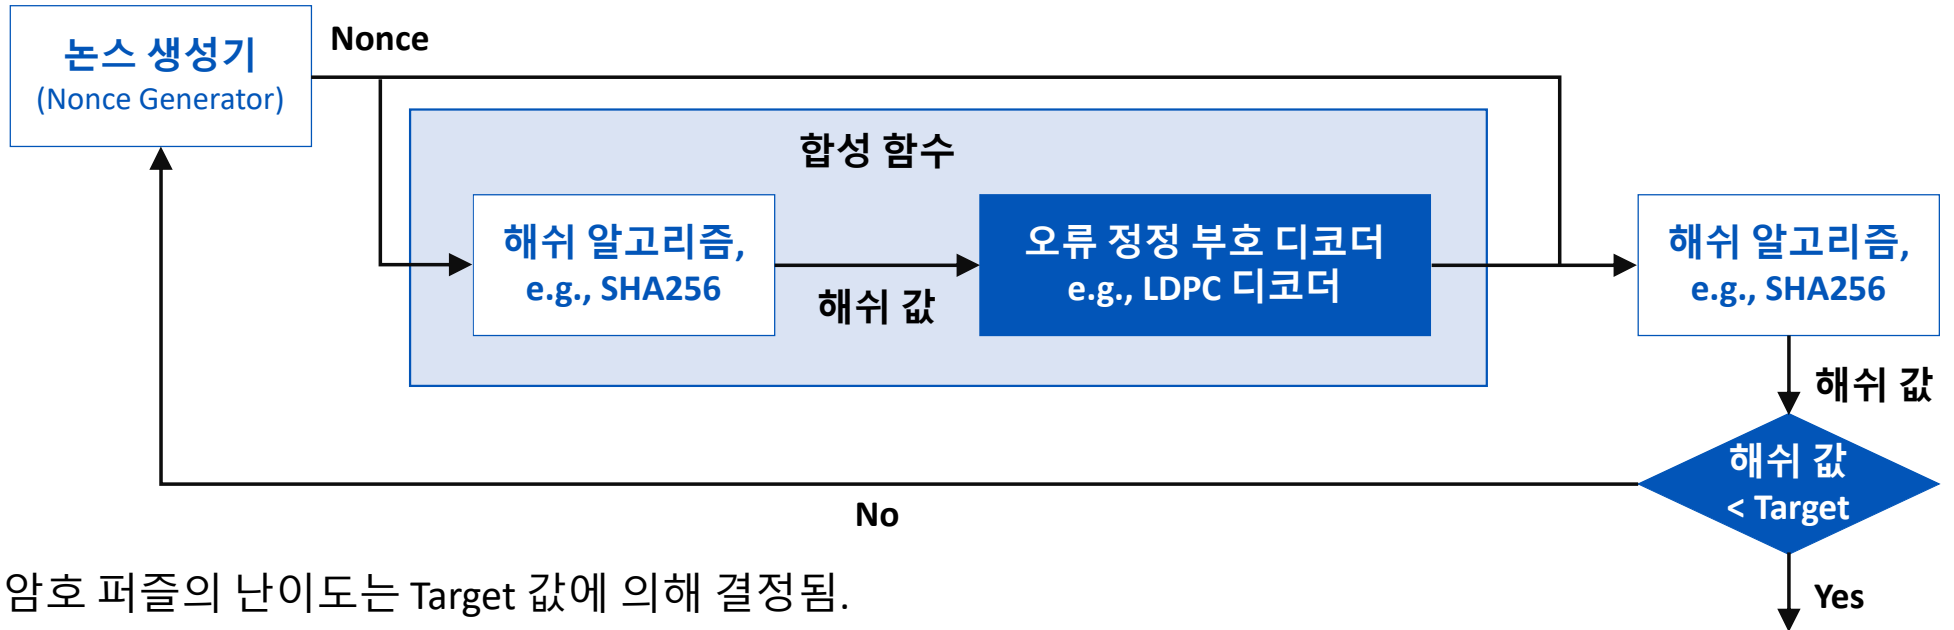 논스 생성기
(Nonce Generator)
Nonce
합성 함수
해쉬 알고리즘,
e.g., SHA256
해쉬 값
오류 정정 부호 디코더
e.g., LDPC 디코더
해쉬 알고리즘,
e.g., SHA256
해쉬 값
해쉬 값
< Target
No
Yes
암호 퍼즐의 난이도는 Target 값에 의해 결정됨.